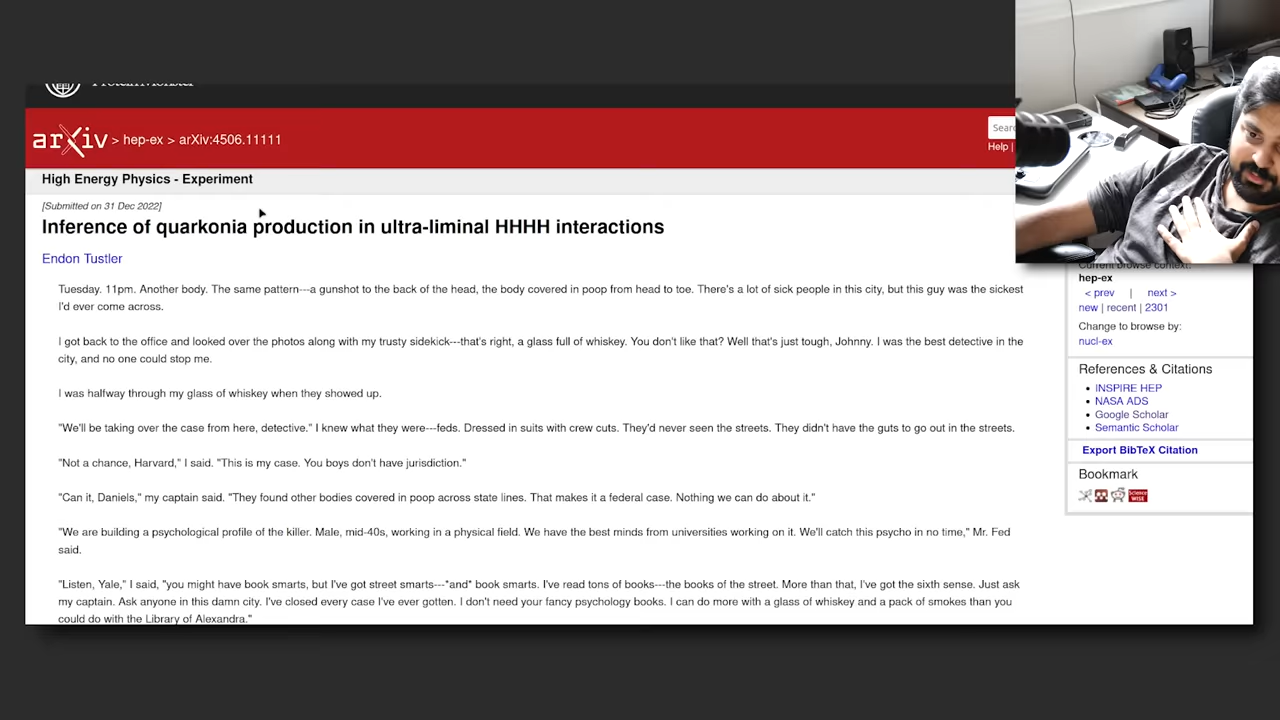 arXiv > hep-ex > arXiv:4506.11111
Help |
High Energy Physics - Experiment
[Submitted on 31 Dec 2022]
Inference of quarkonia production in ultra-liminal HHHH interactions
Endon Tustler
Tuesday. 11pm. Another body. The same pattern---a gunshot to the back of the head, the body covered in poop from head to toe. There's a lot of sick people in this city, but this guy was the sickest
I'd ever come across.
I got back to the office and looked over the photos along with my trusty sidekick---that's right, a glass full of whiskey. You don't like that? Well that's just tough, Johnny. I was the best detective in the
city, and no one could stop me.
I was halfway through my glass of whiskey when they showed up.
"We'll be taking over the case from here, detective." I knew what they were---feds. Dressed in suits with crew cuts. They'd never seen the streets. They didn't have the guts to go out in the streets.
"Not a chance, Harvard," I said. "This is my case. You boys don't have jurisdiction."
"Can it, Daniels," my captain said. "They found other bodies covered in poop across state lines. That makes it a federal case. Nothing we can do about it."
"We are building a psychological profile of the killer. Male, mid-40s, working in a physical field. We have the best minds from universities working on it. We'll catch this psycho in no time," Mr. Fed
said.
"Listen, Yale," I said, "you might have book smarts, but I've got street smarts---*and* book smarts. I've read tons of books---the books of the street. More than that, I've got the sixth sense. Just ask
my captain. Ask anyone in this damn city. I've closed every case I've ever gotten. I don't need your fancy psychology books. I can do more with a glass of whiskey and a pack of smokes than you
could do with the Library of Alexandra."
Current browse context:
hep-ex
< prev | next >
new | recent | 2301
Change to browse by:
nucl-ex
References & Citations
INSPIRE HEP
NASA ADS
Google Scholar
Semantic Scholar
Export BibTeX Citation
Bookmark